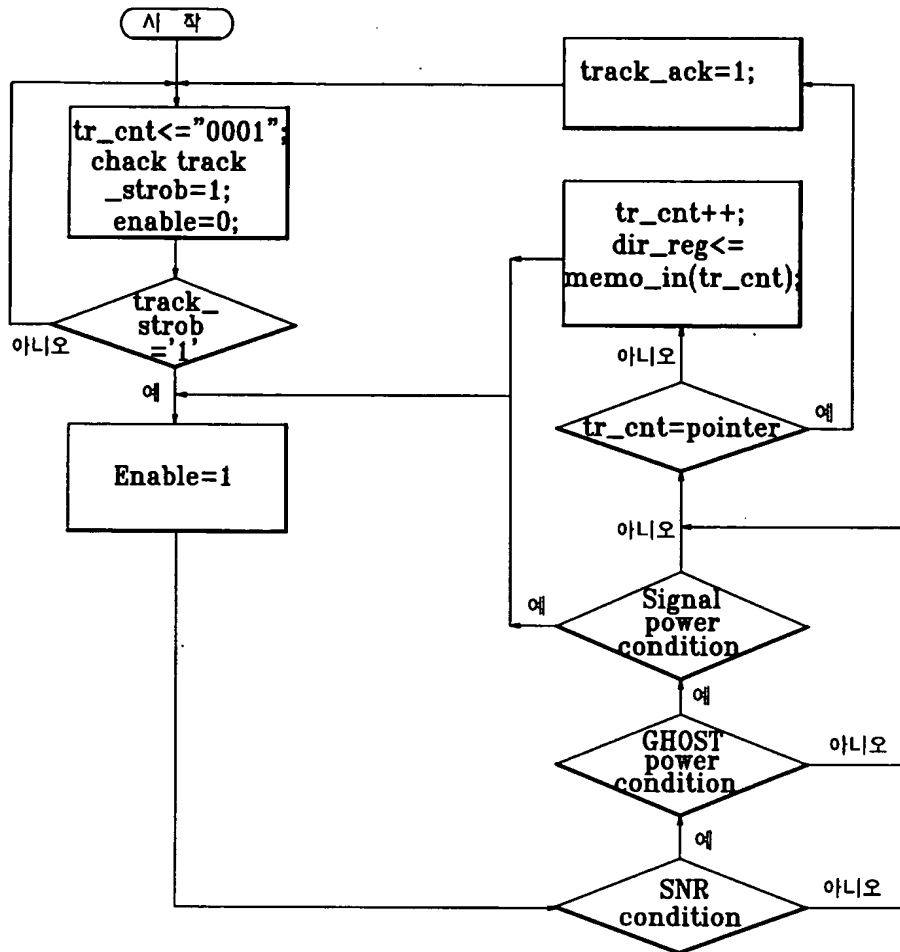 시 작
track_ack=1;
tr_cnt<="0001";
chack track
_strob=1;
enable=0;
tr_cnt++;
dir_reg<=
memo_in(tr_cnt);
track_
strob
='1'
아니오
예
아니오
tr_cnt=pointer
예
Enable=1
아니오
Signal
power
condition
예
예
GHOST
power
condition
아니오
예
SNR
condition
아니오